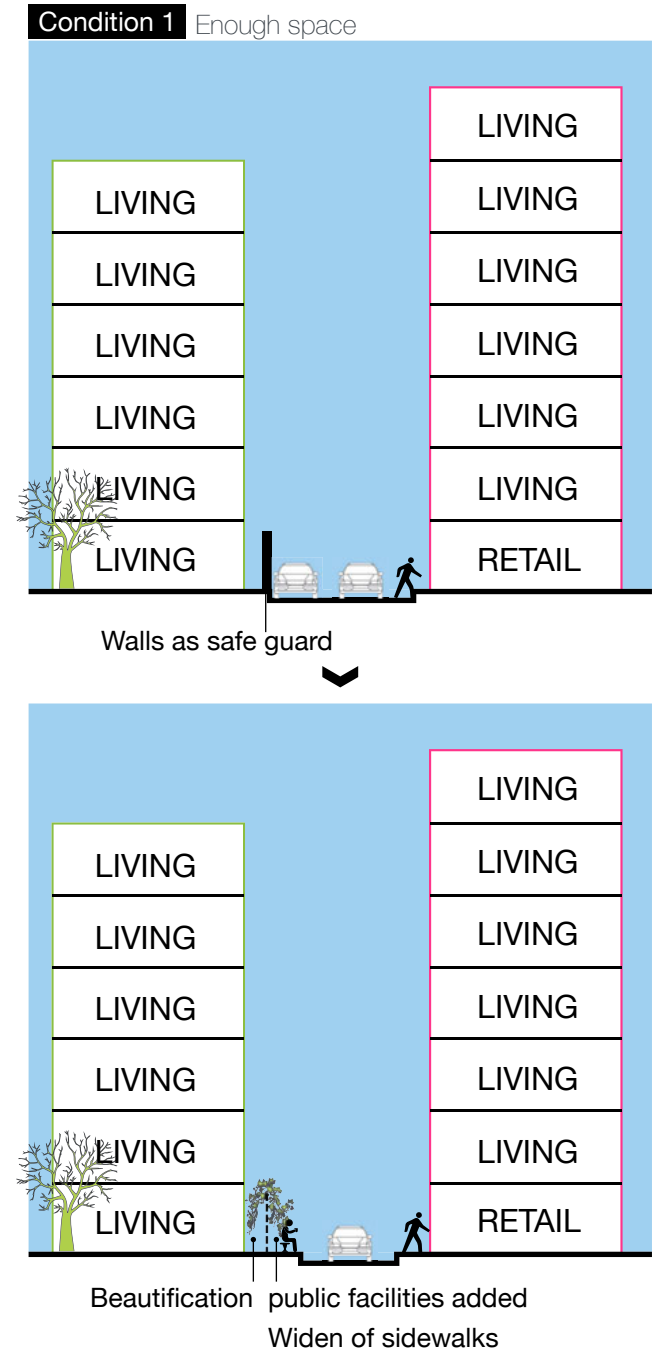 Condition 1 Enough space
LIVING
LIVING
LIVING
LIVING
LIVING
LIVING
LIVING
LIVING
LIVING
LIVING
LIVING
LIVING
RETAIL
Walls as safe guard
LIVING
LIVING
LIVING
LIVING
LIVING
LIVING
LIVING
LIVING
LIVING
LIVING
LIVING
LIVING
RETAIL
Beautification public facilities added
Widen of sidewalks